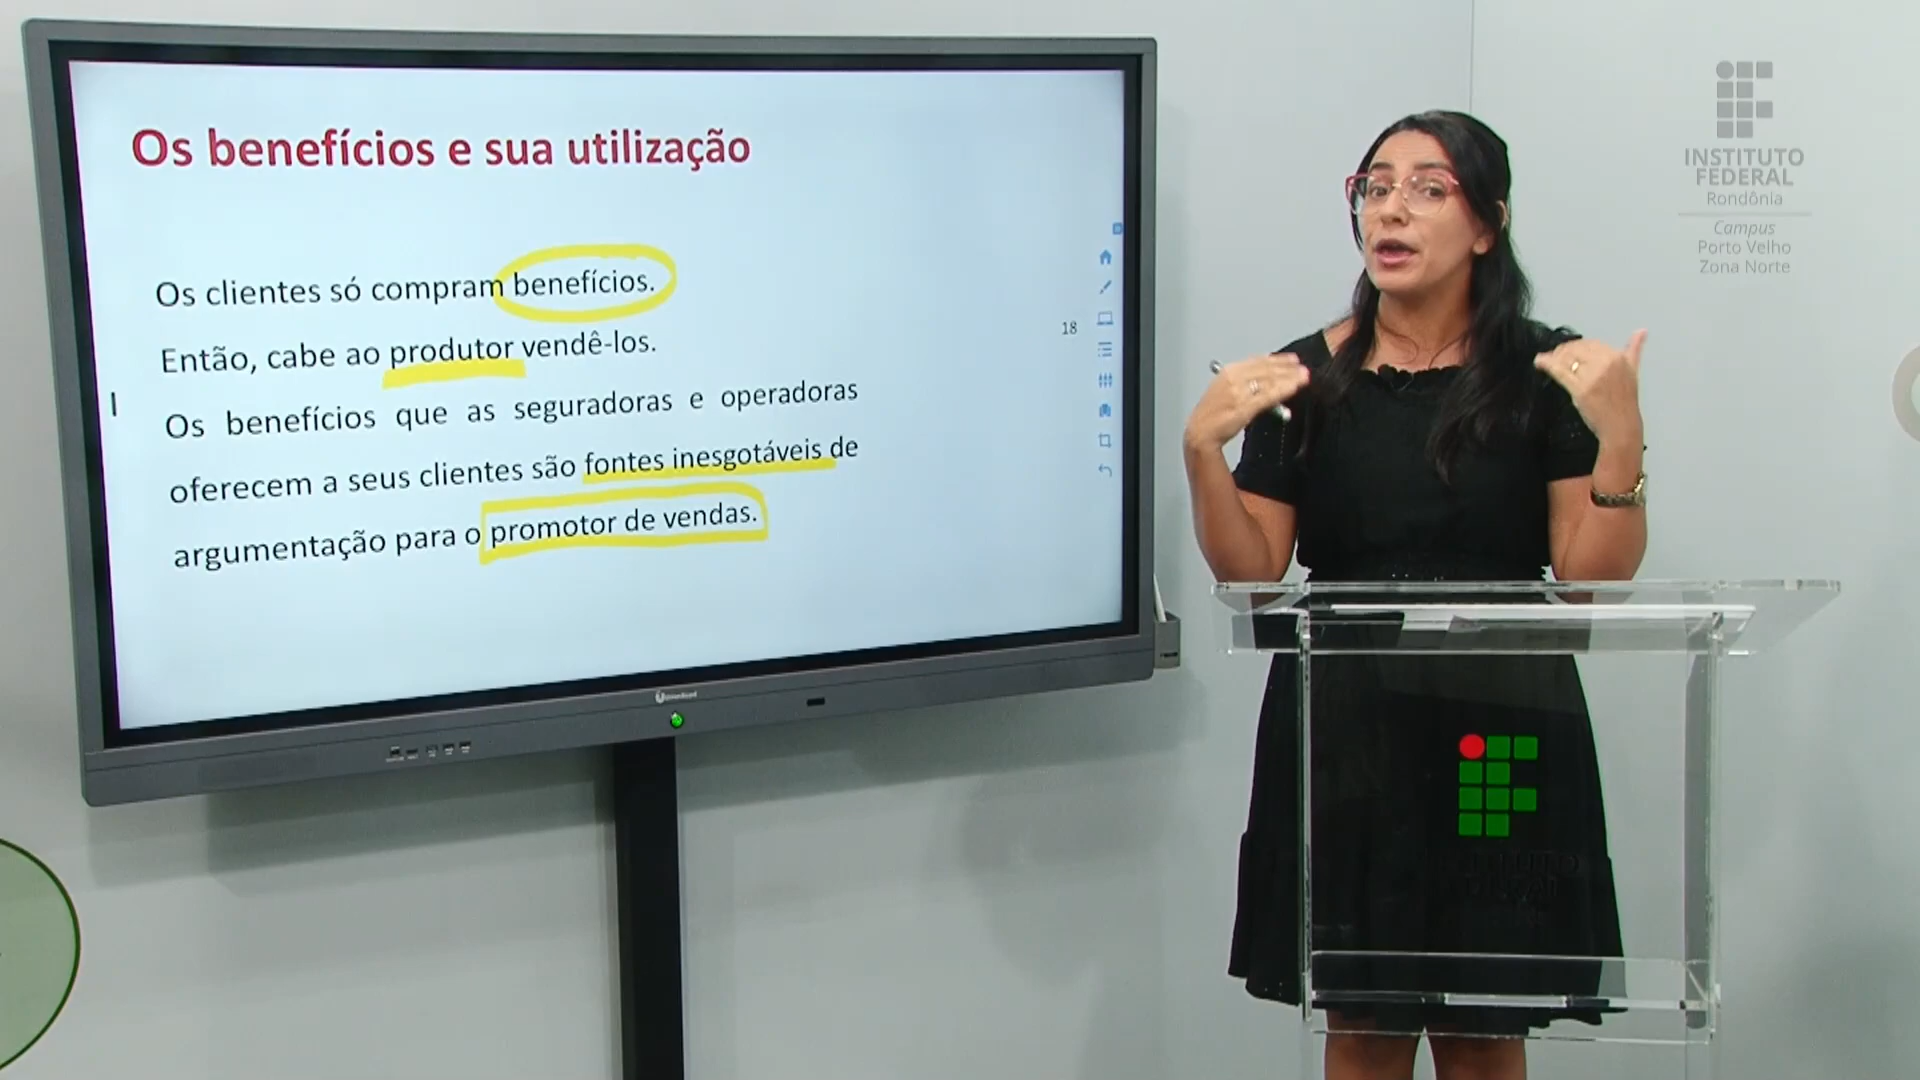 Os benefícios e sua utilização
Os clientes só compram benefícios.
Então, cabe ao produtor vendê-los.
Os benefícios que as seguradoras e operadoras
oferecem a seus clientes são fontes inesgotáveis de
argumentação para o promotor de vendas.
18
INSTITUTO
FEDERAL
Rondônia
Campus
Porto Velho
Zona Norte